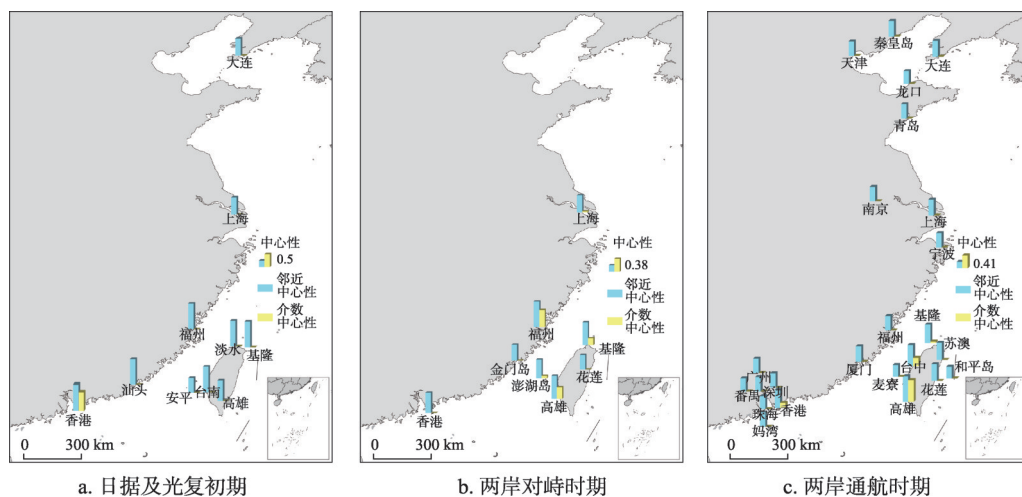 大连
上海
中心性
0.5
邻近
中心性
介数
中心性
福州
淡水
基隆
汕头
安平
台南
高雄
香港
0 300 km
a. 日据及光复初期
上海
中心性
0.38
邻近
中心性
介数
中心性
福州
基隆
金门岛
澎湖岛
花莲
高雄
香港
0 300 km
b. 两岸对峙时期
秦皇岛
天津
大连
龙口
青岛
南京
上海
宁波
中心性
0.41
邻近
中心性
介数
中心性
福州
基隆
苏澳
厦门
台中
和平岛
麦寮
花莲
广州
番禺
深圳
高雄
香港
珠海
妈湾
0 300 km
c. 两岸通航时期